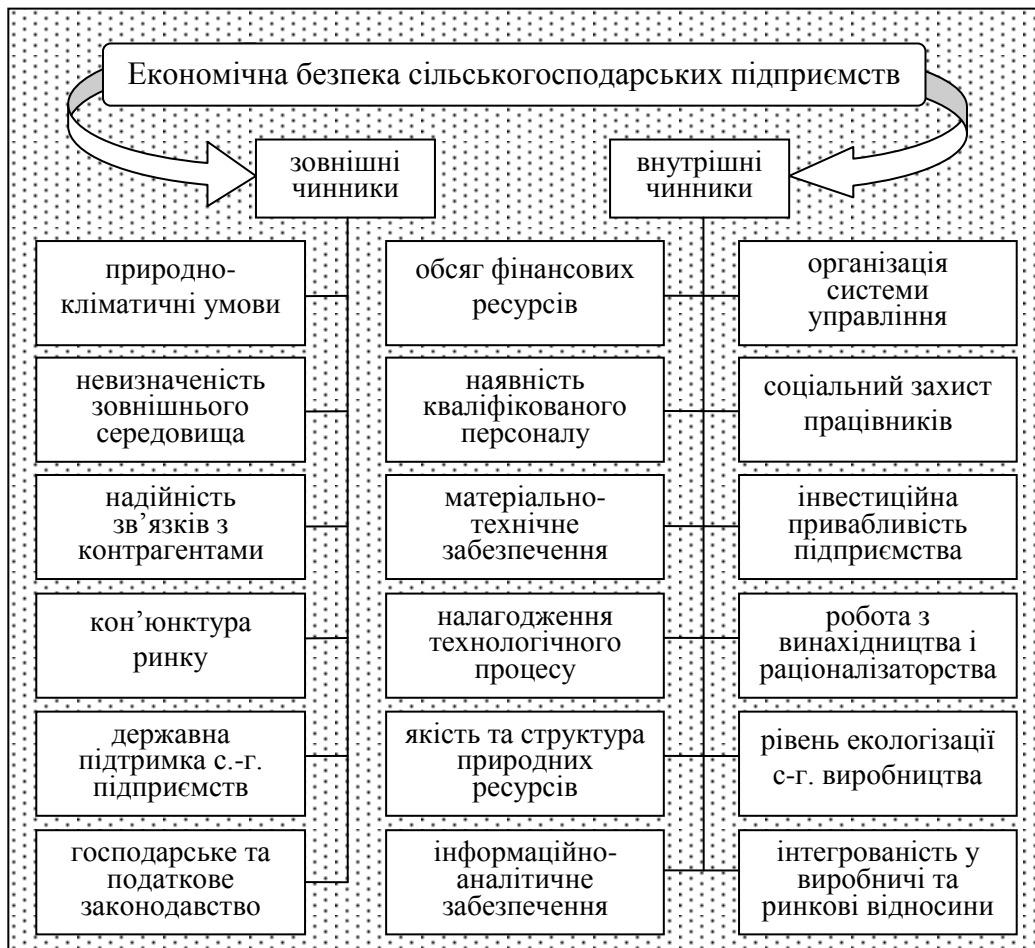 Економічна безпека сільськогосподарських підприємств
зовнішні
чинники
внутрішні
чинники
природно-
кліматичні умови
невизначеність
зовнішнього
середовища
надійність
зв’язків з
контрагентами
кон’юнктура
ринку
державна
підтримка с.-г.
підприємств
господарське та
податкове
законодавство
обсяг фінансових
ресурсів
наявність
кваліфікованого
персоналу
матеріально-
технічне
забезпечення
налагодження
технологічного
процесу
якість та структура
природних
ресурсів
інформаційно-
аналітичне
забезпечення
організація
системи
управління
соціальний захист
працівників
інвестиційна
привабливість
підприємства
робота з
винахідництва і
раціоналізаторства
рівень екологізації
с-г. виробництва
інтегрованість у
виробничі та
ринкові відносини